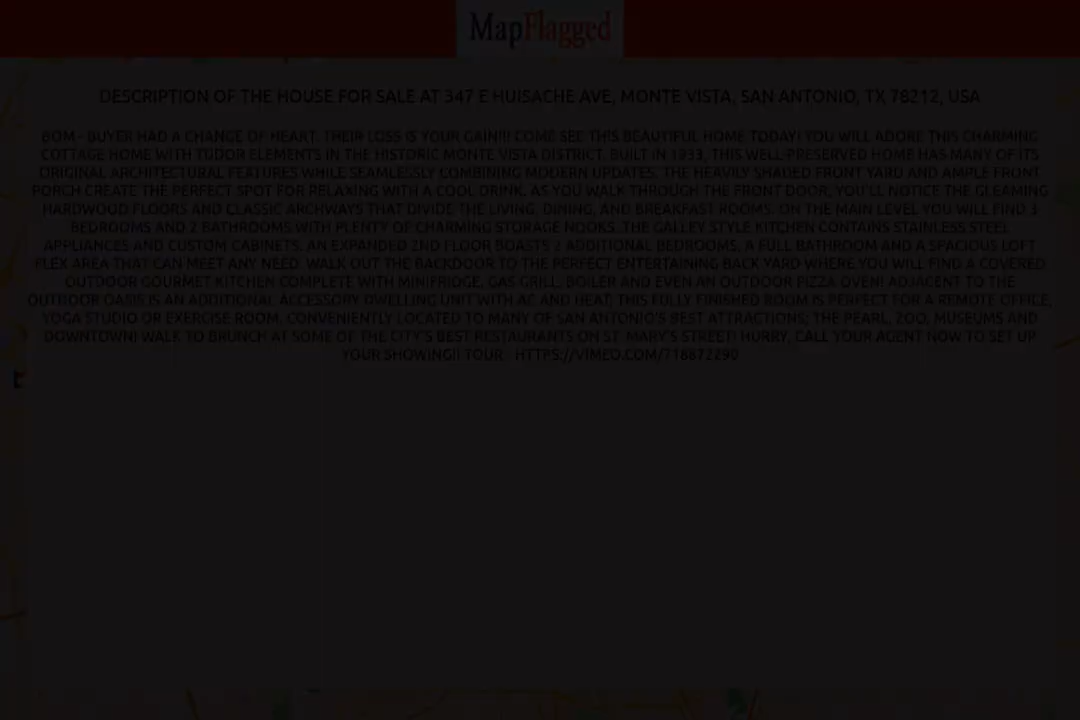 MapFlagged
DESCRIPTION OF THE HOUSE FOR SALE AT 347 E HUISACHE AVE, MONTE VISTA, SAN ANTONIO, TX 78212, USA
BOM - BUYER HAD A CHANGE OF HEART. THEIR LOSS IS YOUR GAIN!!! COME SEE THIS BEAUTIFUL HOME TODAY! YOU WILL ADORE THIS CHARMING
COTTAGE HOME WITH TUDOR ELEMENTS IN THE HISTORIC MONTE VISTA DISTRICT. BUILT IN 1933, THIS WELL-PRESERVED HOME HAS MANY OF ITS
ORIGINAL ARCHITECTURAL FEATURES WHILE SEAMLESSLY COMBINING MODERN UPDATES. THE HEAVILY SHADED FRONT YARD AND AMPLE FRONT
PORCH CREATE THE PERFECT SPOT FOR RELAXING WITH A COOL DRINK. AS YOU WALK THROUGH THE FRONT DOOR, YOU'LL NOTICE THE GLEAMING
HARDWOOD FLOORS AND CLASSIC ARCHWAYS THAT DIVIDE THE LIVING, DINING, AND BREAKFAST ROOMS. ON THE MAIN LEVEL YOU WILL FIND 3
BEDROOMS AND 2 BATHROOMS WITH PLENTY OF CHARMING STORAGE NOOKS. THE GALLEY STYLE KITCHEN CONTAINS STAINLESS STEEL
APPLIANCES AND CUSTOM CABINETS. AN EXPANDED 2ND FLOOR BOASTS 2 ADDITIONAL BEDROOMS, A FULL BATHROOM AND A SPACIOUS LOFT
FLEX AREA THAT CAN MEET ANY NEED. WALK OUT THE BACKDOOR TO THE PERFECT ENTERTAINING BACK YARD WHERE YOU WILL FIND A COVERED
OUTDOOR GOURMET KITCHEN COMPLETE WITH MINIFRIDGE, GAS GRILL, BOILER AND EVEN AN OUTDOOR PIZZA OVEN! ADJACENT TO THE
OUTDOOR OASIS IS AN ADDITIONAL ACCESSORY DWELLING UNIT WITH AC AND HEAT; THIS FULLY FINISHED ROOM IS PERFECT FOR A REMOTE OFFICE,
YOGA STUDIO OR EXERCISE ROOM. CONVENIENTLY LOCATED TO MANY OF SAN ANTONIO'S BEST ATTRACTIONS; THE PEARL, ZOO, MUSEUMS AND
DOWNTOWN! WALK TO BRUNCH AT SOME OF THE CITY'S BEST RESTAURANTS ON ST. MARY'S STREET! HURRY, CALL YOUR AGENT NOW TO SET UP
YOUR SHOWING!! TOUR : HTTPS://VIMEO.COM/718872290